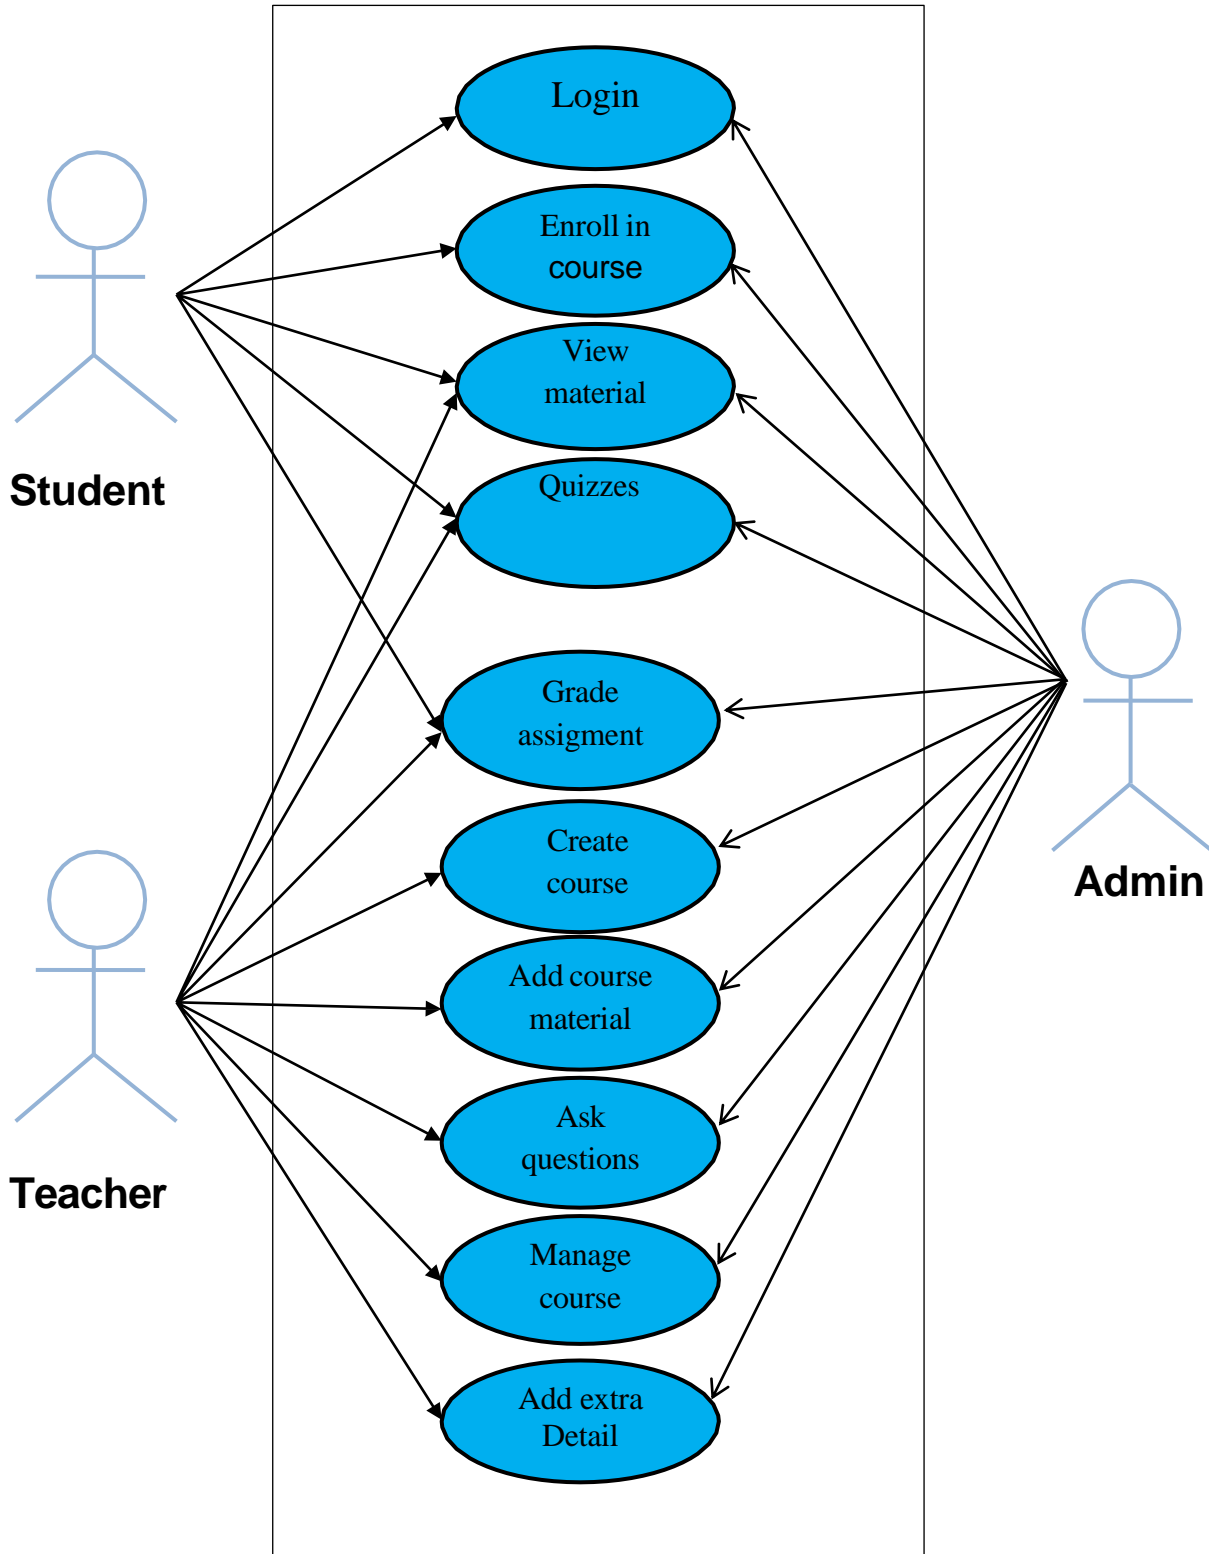 Login
Enroll in
course
View
material
Student
Quizzes
Grade
assigment
Create
course
Admin
Add course
material
Ask
questions
Teacher
Manage
course
Add extra
Detail